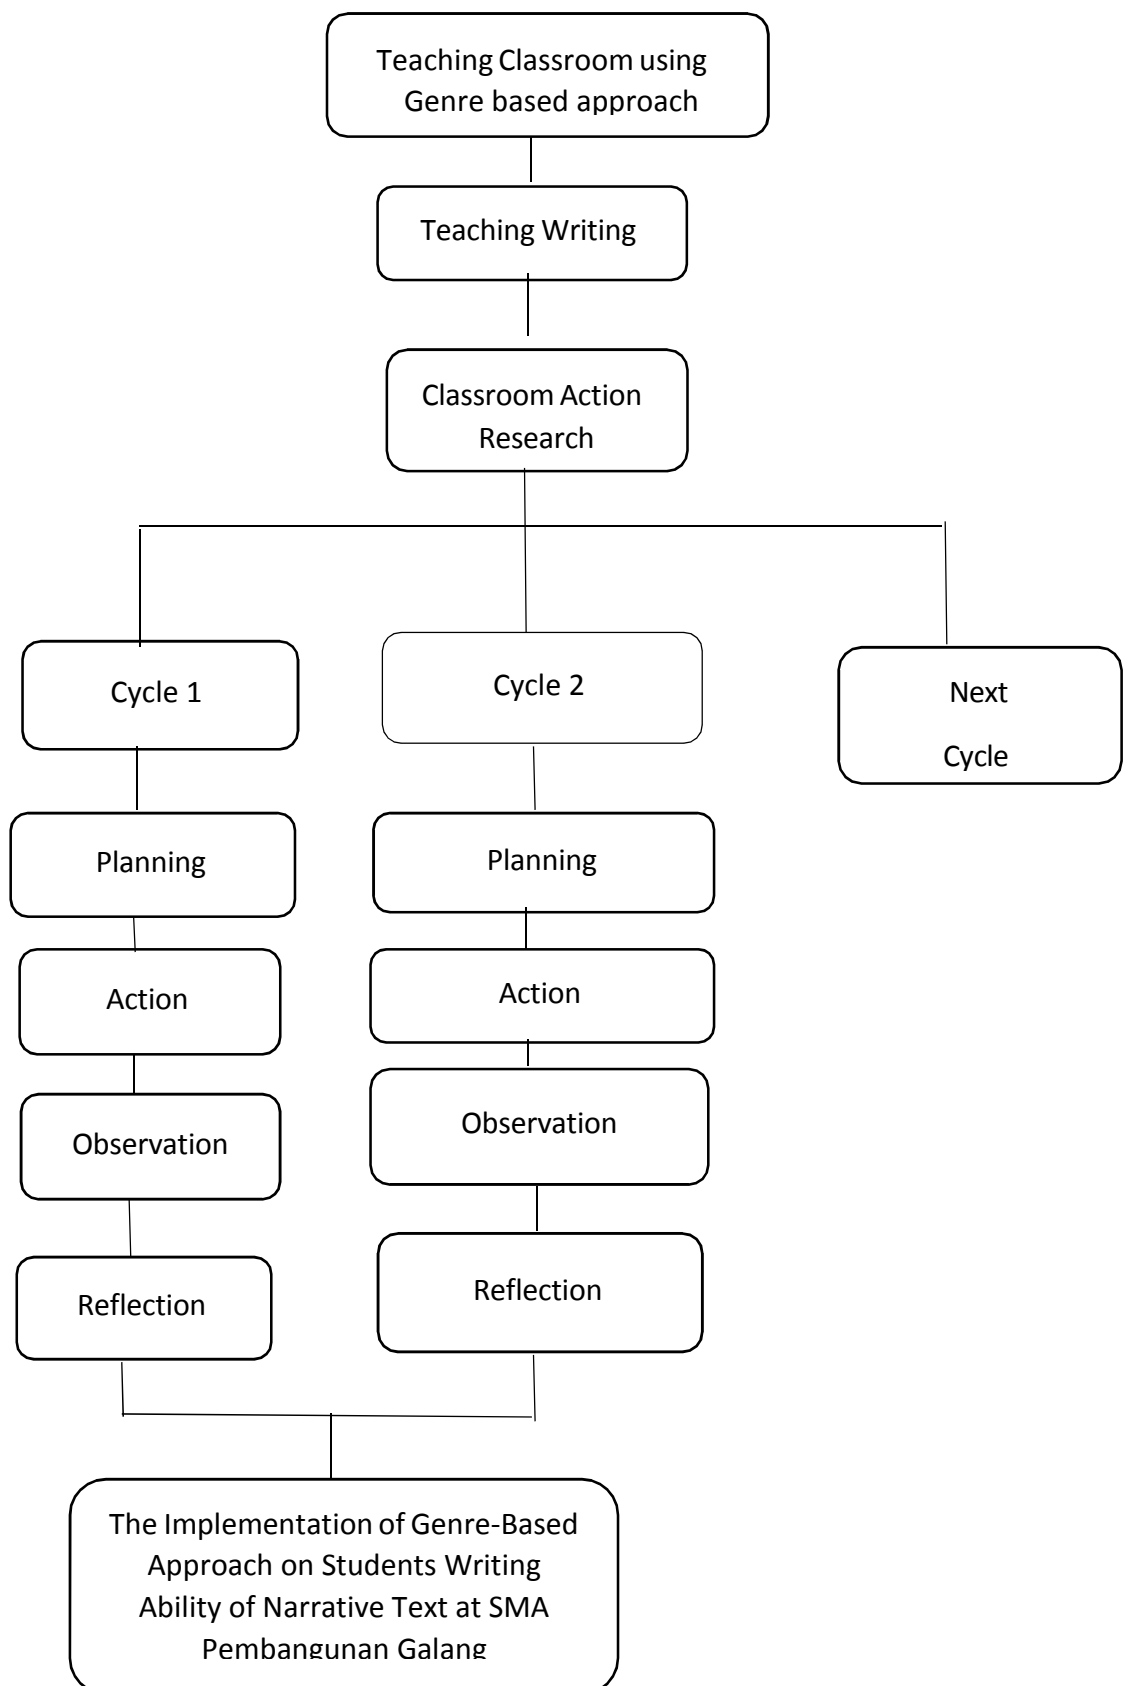 Teaching Classroom using
Genre based approach
Teaching Writing
Classroom Action
Research
Cycle 1
Cycle 2
Next
Cycle
Planning
Planning
Action
Action
Observation
Observation
Reflection
Reflection
The Implementation of Genre-Based
Approach on Students Writing
Ability of Narrative Text at SMA
Pembangunan Galang